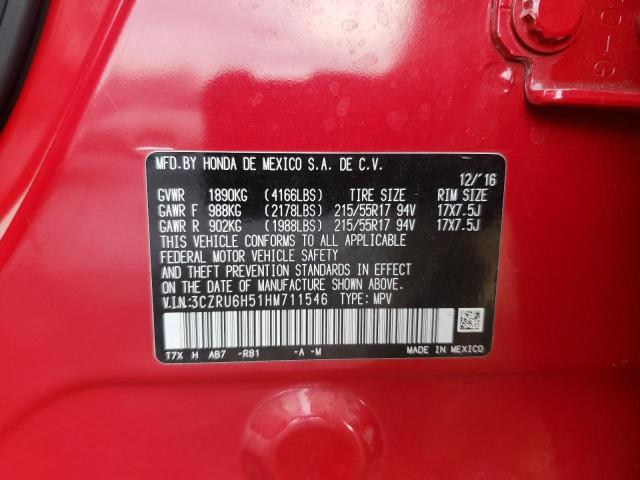 O-G
MFD.BY HONDA DE MEXICO S.A. DE C.V.
12/'16
GVWR 1890KG (4166LBS) TIRE SIZE RIM SIZE
GAWR F 988KG (2178LBS) 215/55R17 94V 17X7.5J
GAWR R 902KG (1988LBS) 215/55R17 94V 17X7.5J
THIS VEHICLE CONFORMS TO ALL APPLICABLE
FEDERAL MOTOR VEHICLE SAFETY
AND THEFT PREVENTION STANDARDS IN EFFECT
ON THE DATE OF MANUFACTURE SHOWN ABOVE.
V.I.N.:3CZRU6H51HM711546 TYPE: MPV
T7X H AB7 -R81 -A -M MADE IN MEXICO